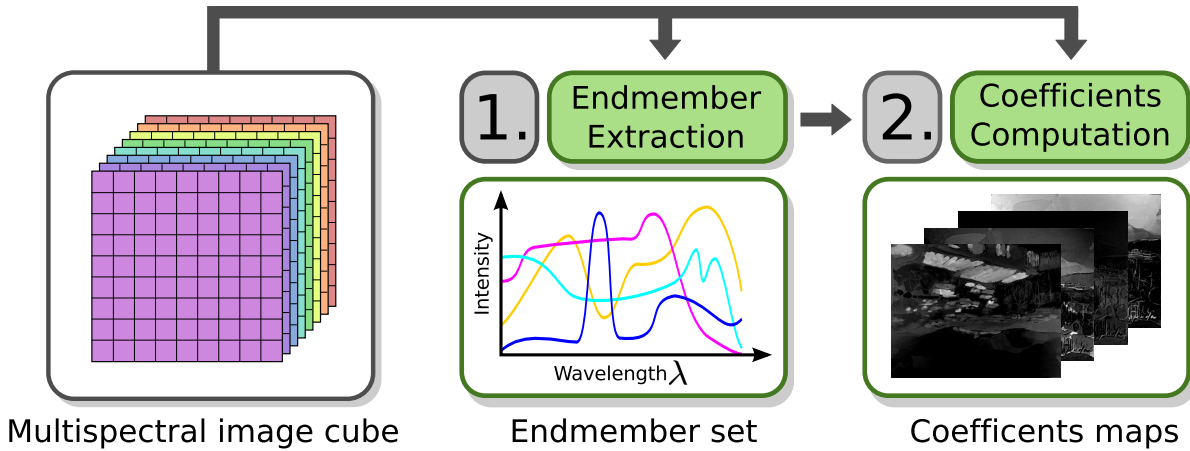 1.
Endmember
Extraction
2.
Coefficients
Computation
Intensity
Wavelength λ
Multispectral image cube
Endmember set
Coefficents maps